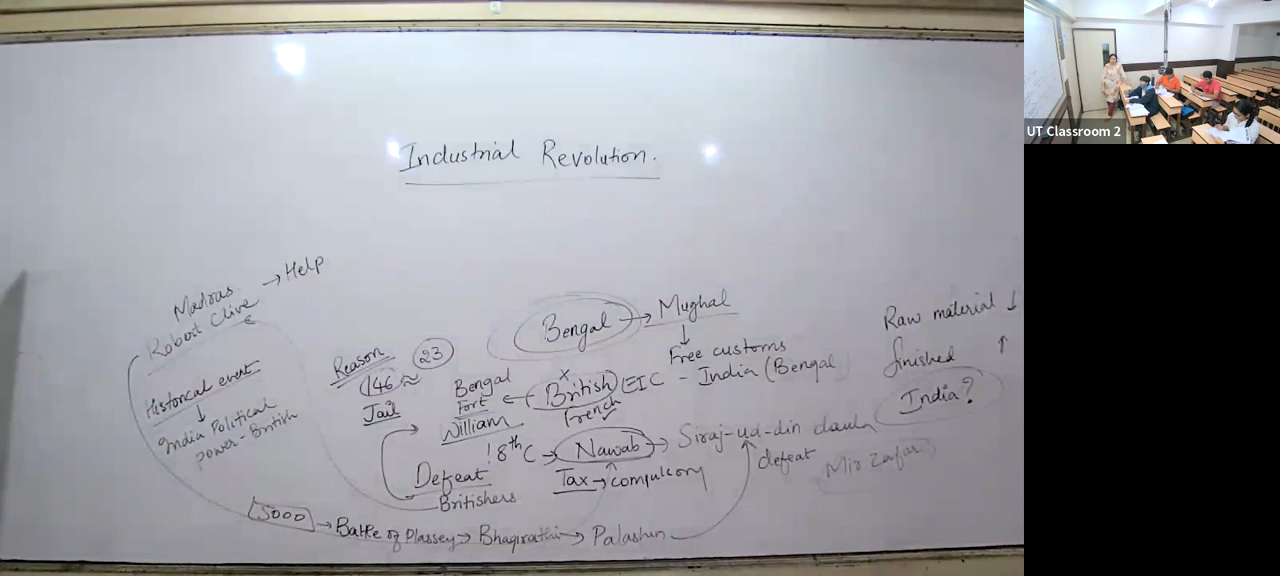 Industrial Revolution.
Madras → Help
Robert Clive
Historical event
↓
India Political
power - British
Reason
146 ≈ 23
Jail
Bengal → Mughal
↓
Free customs
Bengal
Fort
William
← British EIC - India (Bengal
x
French ✓
18th C → Nawab → Siraj-ud-din daula
Tax → compulsory
defeat
Mir Zafar
Defeat
Britishers
5000 → Battle of Plassey → Bhagirathi → Palashin
Raw material ↓
finished ↑
India?
UT Classroom 2